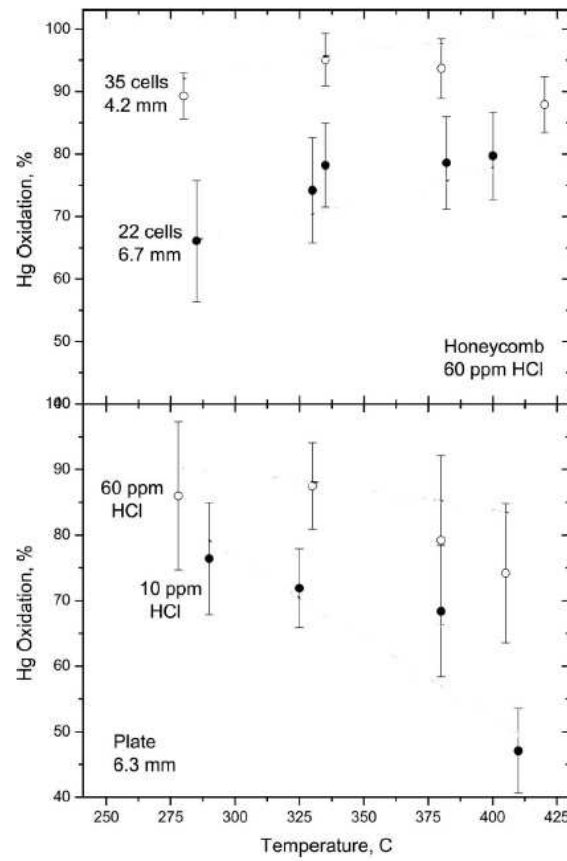 100
90
80
70
60
50
Hg Oxidation, %
35 cells
4.2 mm
22 cells
6.7 mm
Honeycomb
60 ppm HCl
90
80
70
60
50
40
Hg Oxidation, %
60 ppm
HCl
10 ppm
HCl
Plate
6.3 mm
250 275 300 325 350 375 400 425
Temperature, C